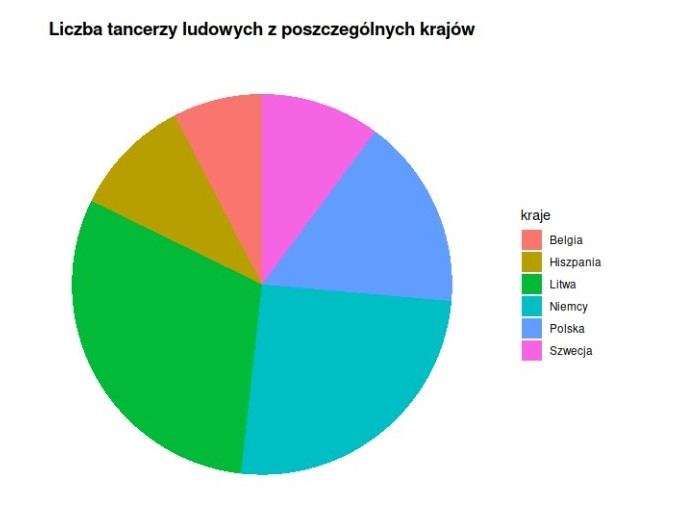 Liczba tancerzy ludowych z poszczególnych krajów
kraje
Belgia
Hiszpania
Litwa
Niemcy
Polska
Szwecja